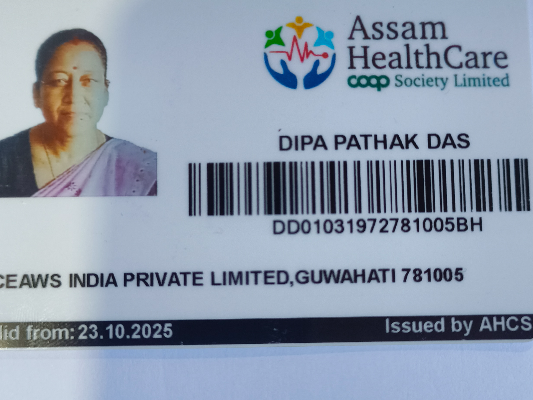 Assam
HealthCare
coop Society Limited
DIPA PATHAK DAS
DD01031972781005BH
CEAWS INDIA PRIVATE LIMITED,GUWAHATI 781005
lid from: 23.10.2025
Issued by AHCS